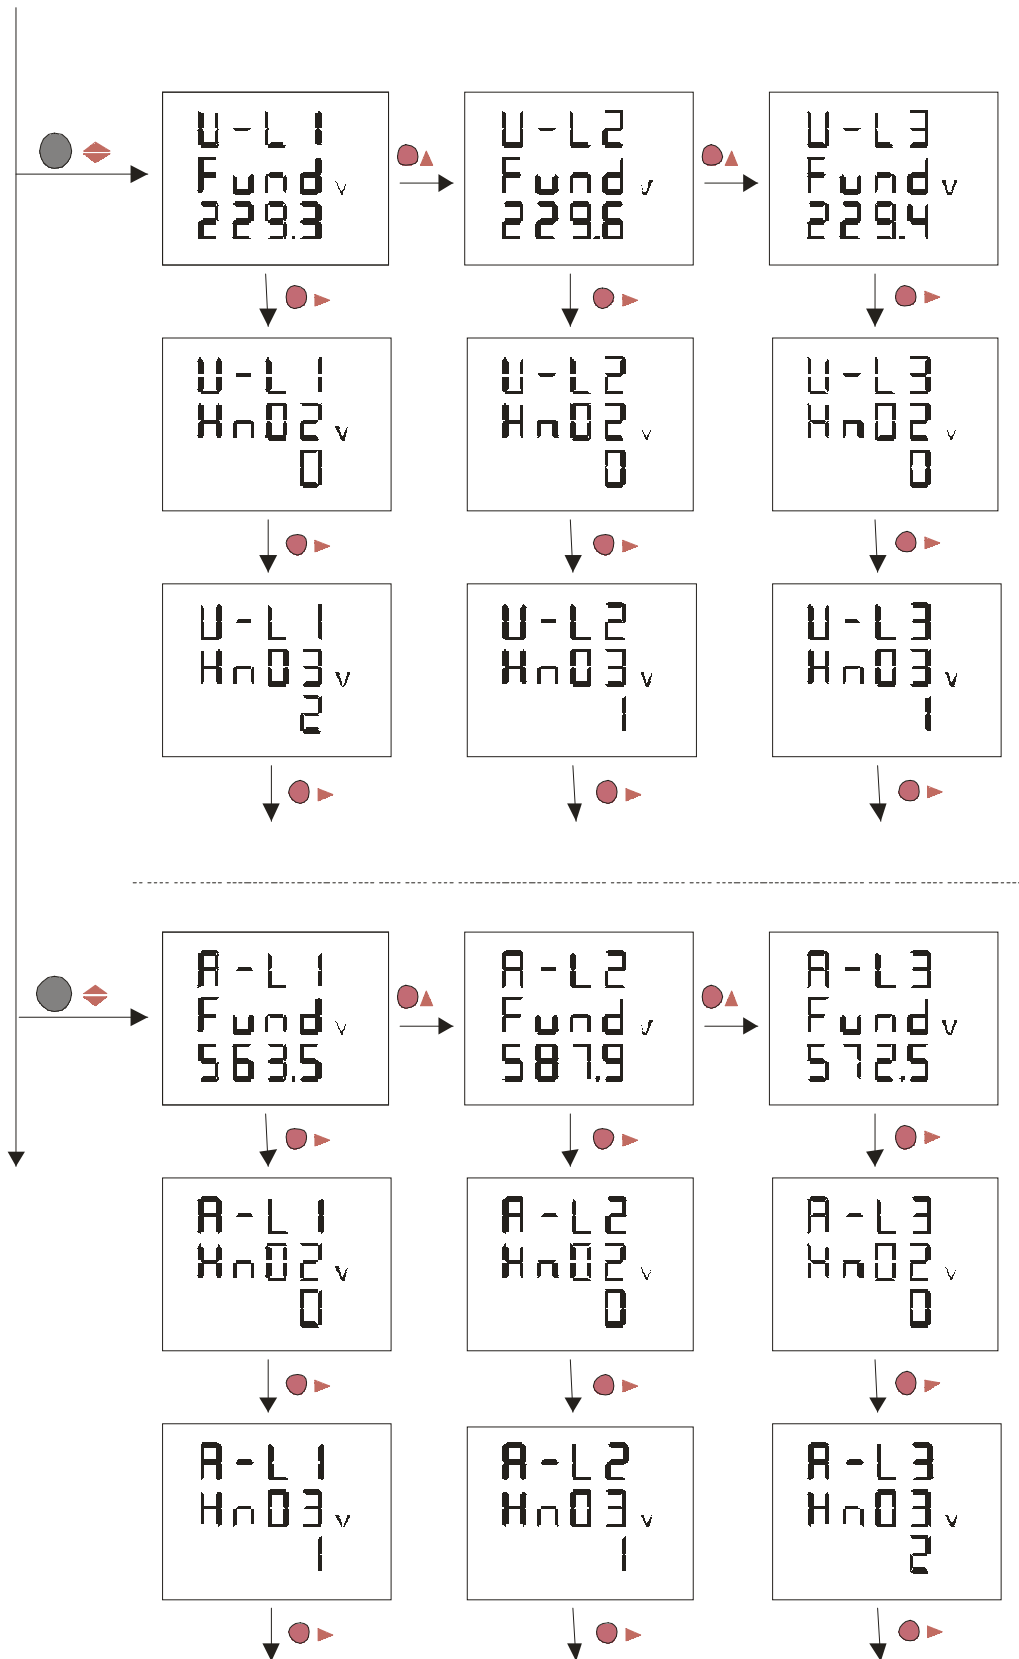 U-L1
Fund v
229.3
U-L2
Fund v
229.6
U-L3
Fund v
229.4
U-L1
Hn02 v
0
U-L2
Hn02 v
0
U-L3
Hn02 v
0
U-L1
Hn03 v
2
U-L2
Hn03 v
1
U-L3
Hn03 v
1
A-L1
Fund v
563.5
A-L2
Fund v
587.9
A-L3
Fund v
572.5
A-L1
Hn02 v
0
A-L2
Hn02 v
0
A-L3
Hn02 v
0
A-L1
Hn03 v
1
A-L2
Hn03 v
1
A-L3
Hn03 v
2